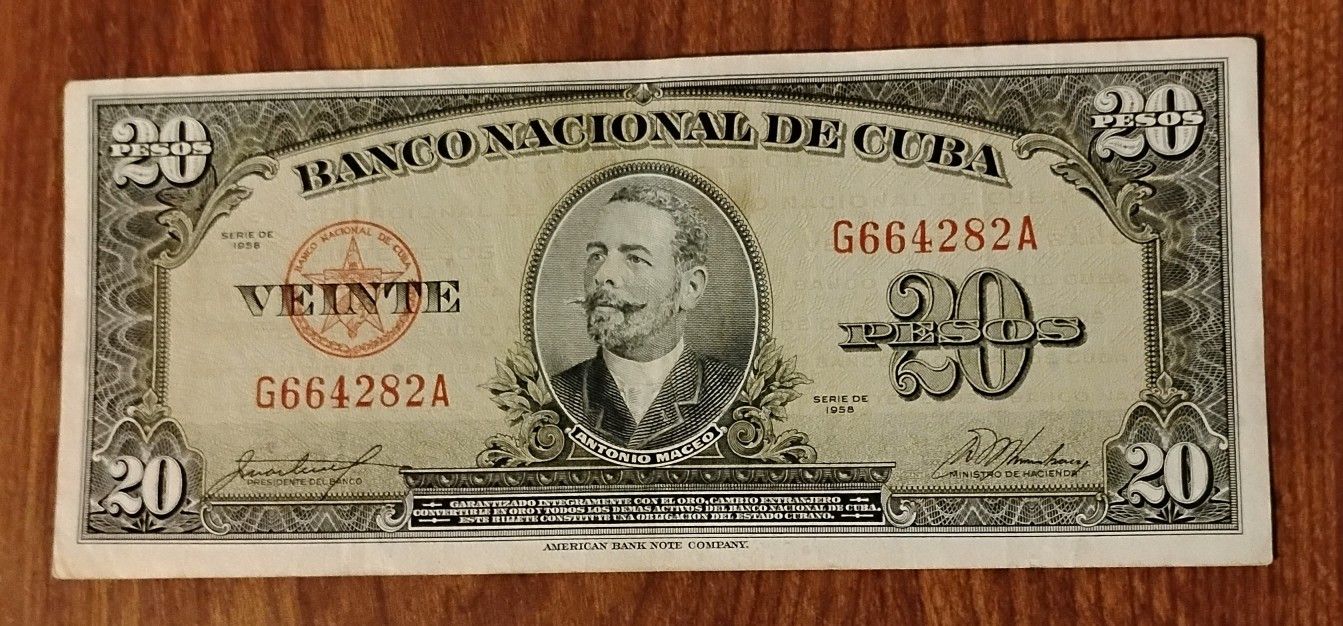 20 PESOS
20 PESOS
BANCO NACIONAL DE CUBA
SERIE DE
1958
BANCO NACIONAL DE CUBA
VEINTE
G664282A
G664282A
20 PESOS
SERIE DE
1958
ANTONIO MACEO
20
20
PRESIDENTE DEL BANCO
MINISTRO DE HACIENDA
GARANTIZADO INTEGRAMENTE CON EL ORO, CAMBIO EXTRANJERO
CONVERTIBLE EN ORO Y TODOS LOS DEMAS ACTIVOS DEL BANCO NACIONAL DE CUBA.
ESTE BILLETE CONSTITUYE UNA OBLIGACION DEL ESTADO CUBANO.
AMERICAN BANK NOTE COMPANY.